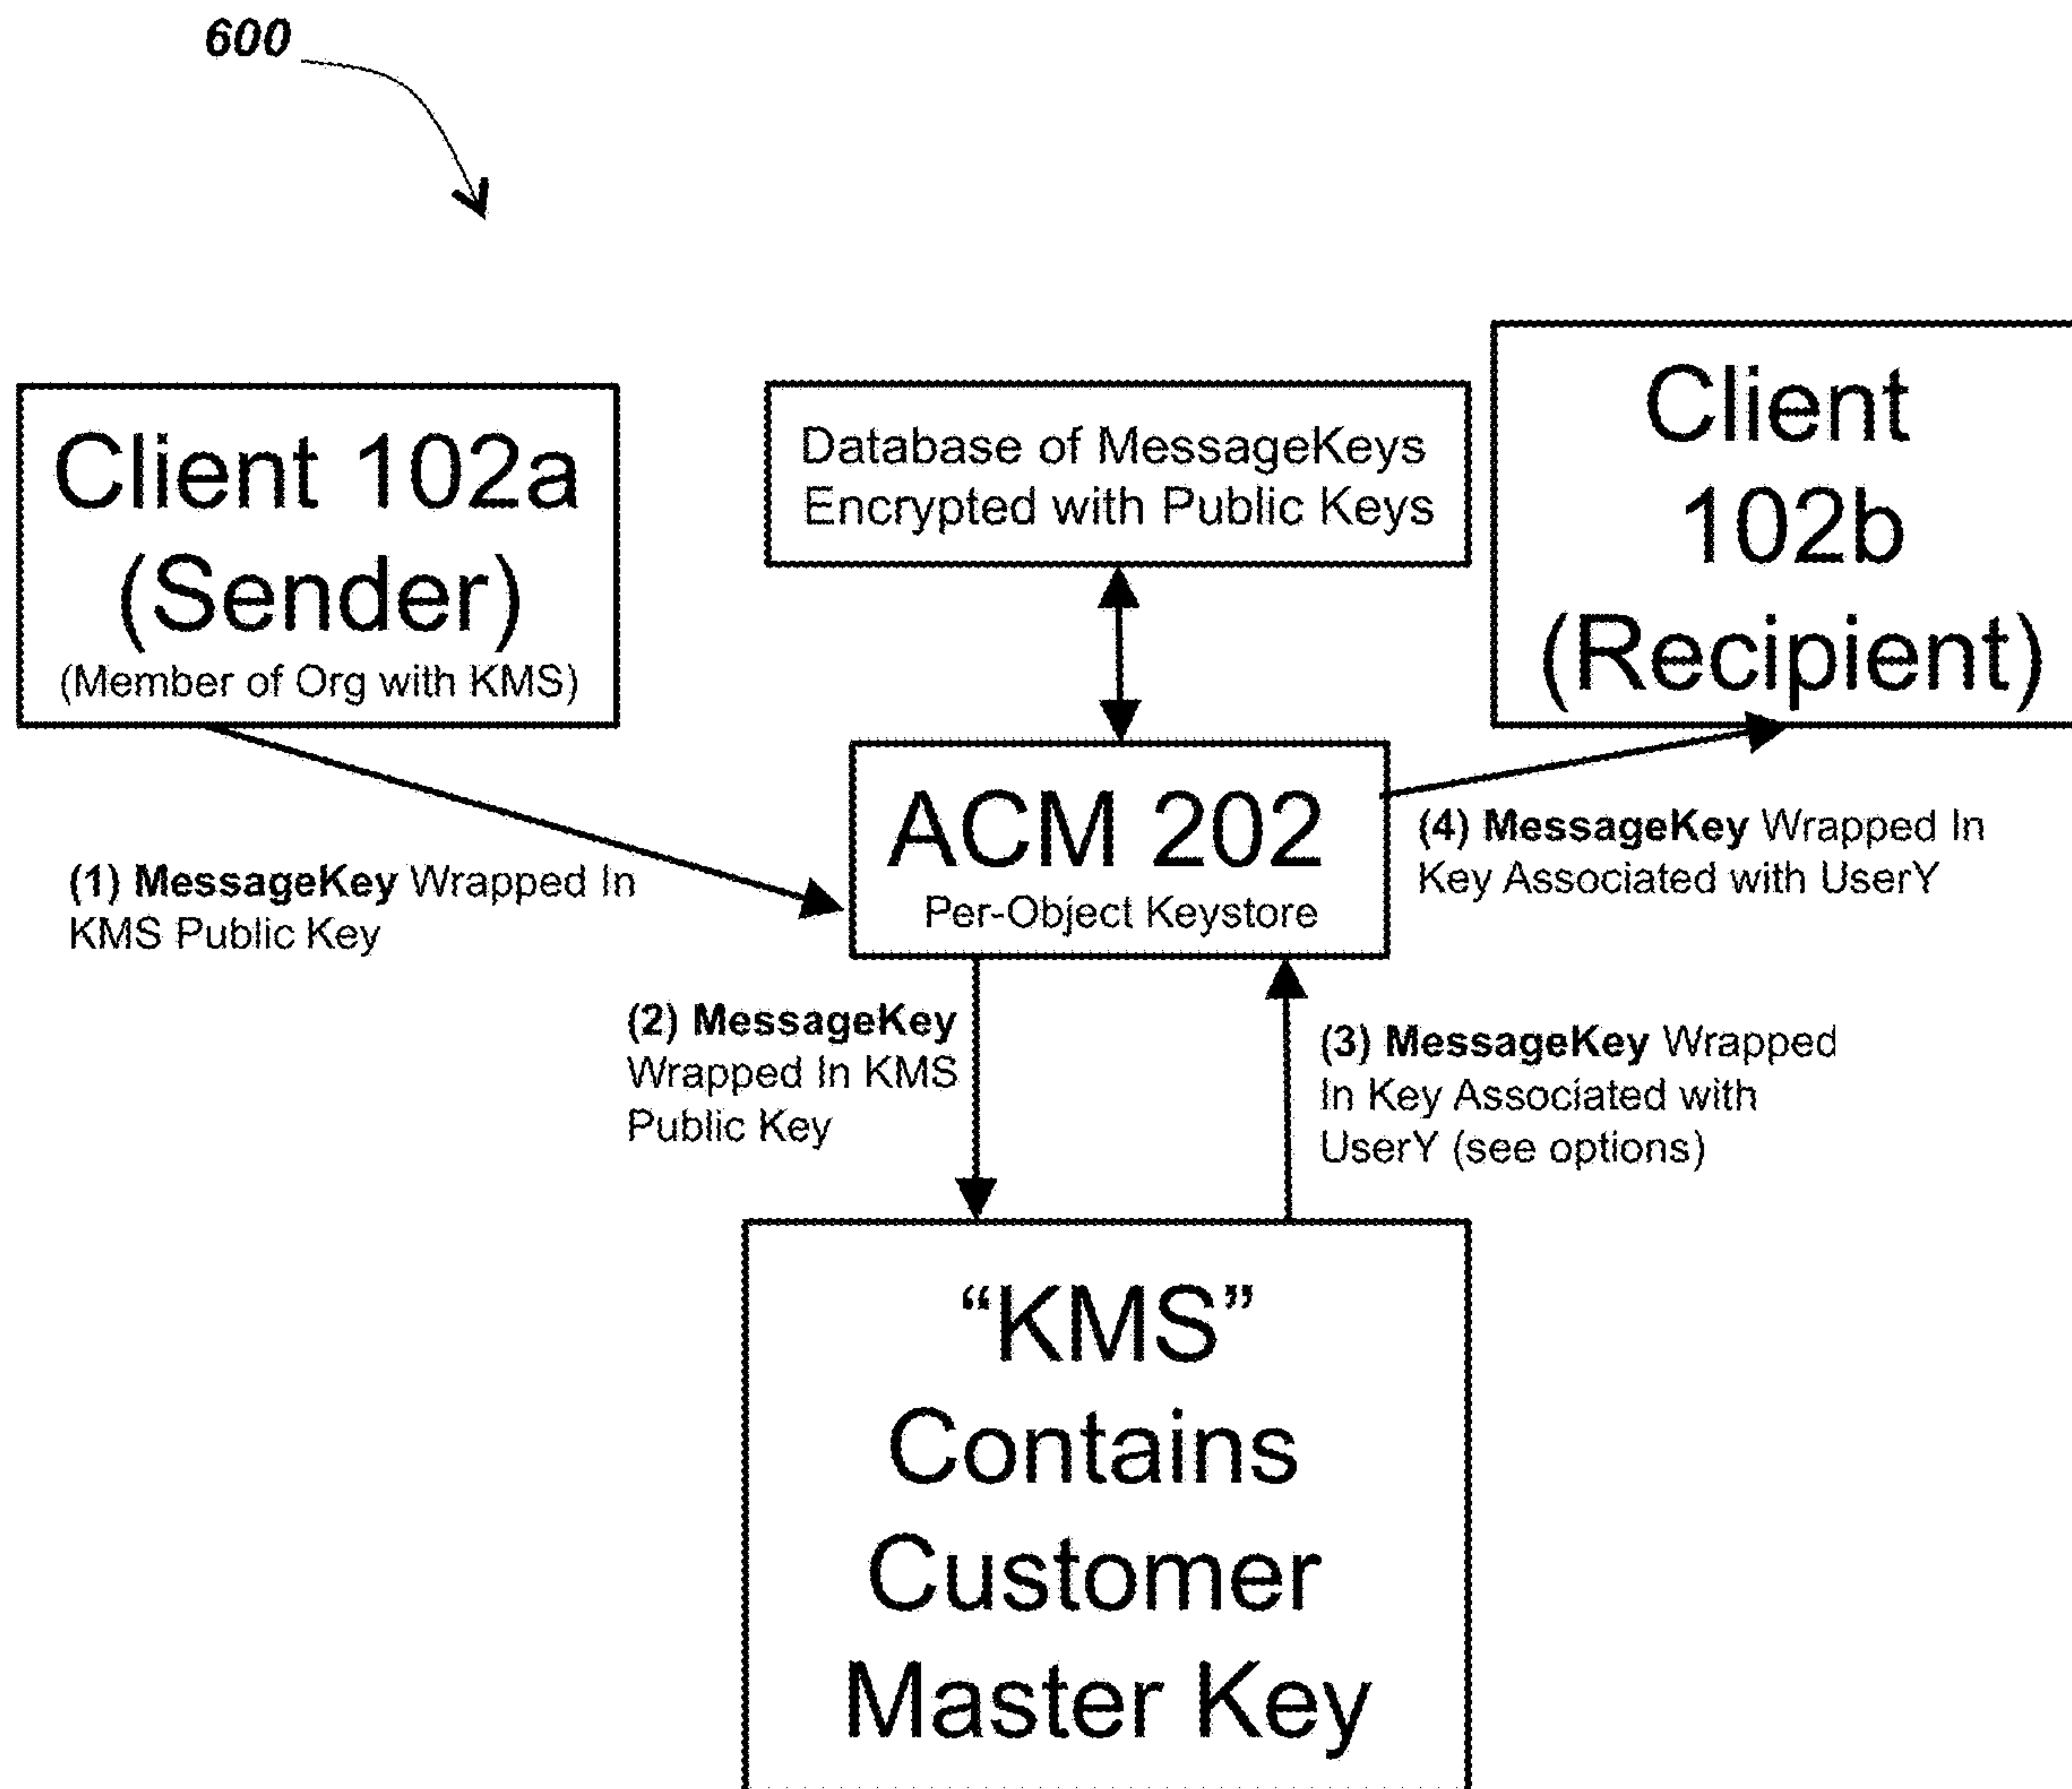 600
Client 102a
(Sender)
(Member of Org with KMS)
Database of MessageKeys
Encrypted with Public Keys
Client
102b
(Recipient)
ACM 202
Per-Object Keystore
(1) MessageKey Wrapped In
KMS Public Key
(4) MessageKey Wrapped In
Key Associated with UserY
(2) MessageKey
Wrapped In KMS
Public Key
(3) MessageKey Wrapped
In Key Associated with
UserY (see options)
“KMS”
Contains
Customer
Master Key